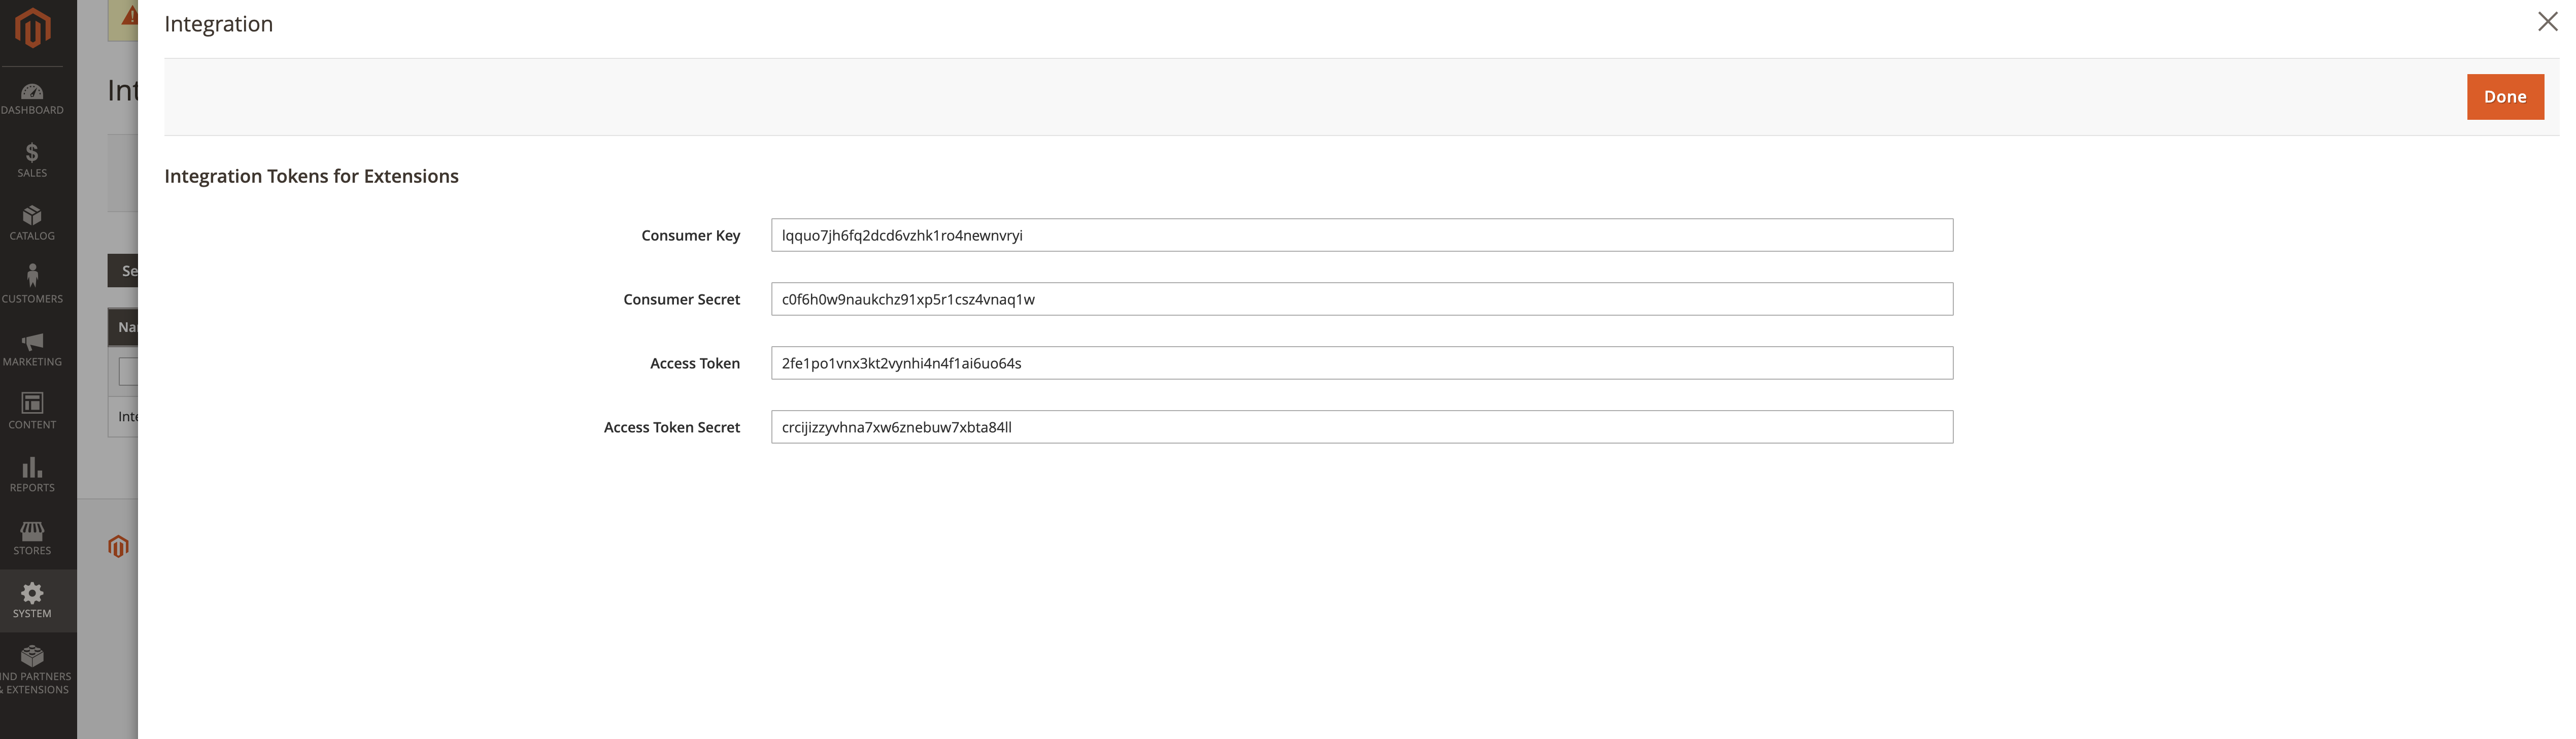 Integration
Done
Integration Tokens for Extensions
Consumer Key
lqquo7jh6fq2dcd6vzhk1ro4newnvryi
Consumer Secret
c0f6h0w9naukchz91xp5r1csz4vnaq1w
Access Token
2fe1po1vnx3kt2vynhi4n4f1ai6uo64s
Access Token Secret
crcijizzyvhna7xw6znebuw7xbta84ll
DASHBOARD
$
SALES
CATALOG
CUSTOMERS
MARKETING
CONTENT
REPORTS
STORES
SYSTEM
IND PARTNERS
& EXTENSIONS
Int
Se
Na
Inte